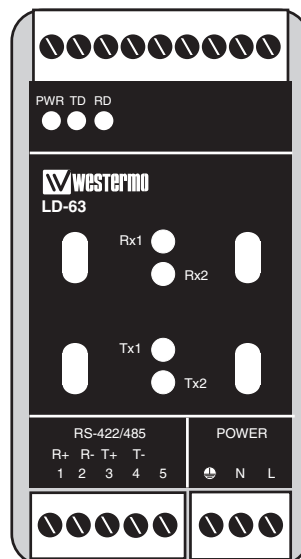 PWR TD RD
Westermo
LD-63
Rx1
Rx2
Tx1
Tx2
RS-422/485 POWER
R+ R- T+ T-
1 2 3 4 5 N L